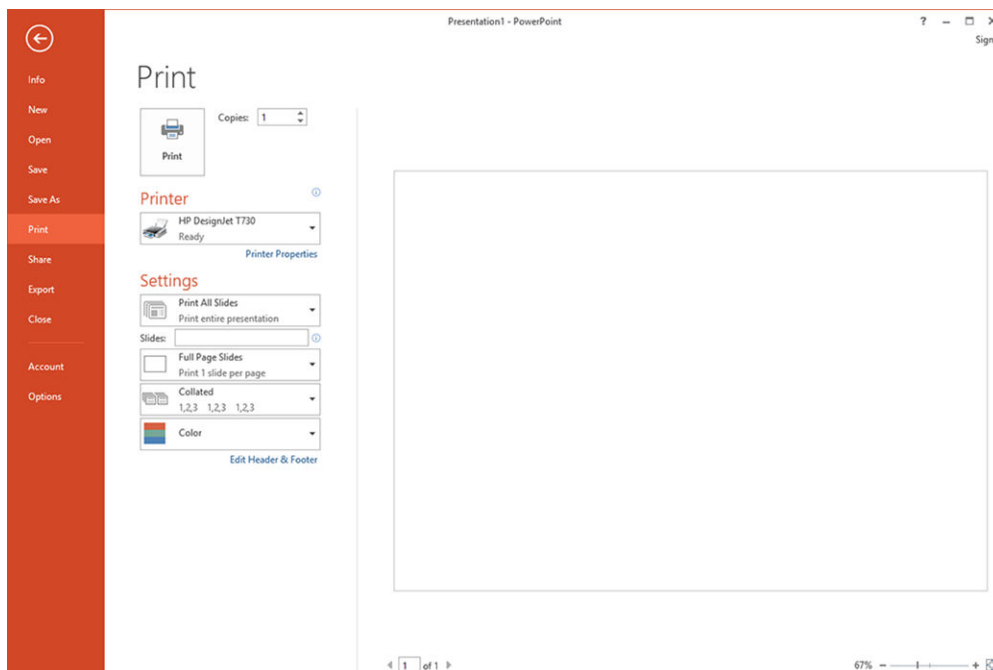 Presentation1 - PowerPoint
?
Sign
Info
New
Open
Save
Save As
Print
Share
Export
Close
Account
Options
Print
Print
Copies: 1
Printer
HP DesignJet T730
Ready
Printer Properties
Settings
Print All Slides
Print entire presentation
Slides:
Full Page Slides
Print 1 slide per page
Collated
1,2,3 1,2,3 1,2,3
Color
Edit Header & Footer
1 of 1
67%